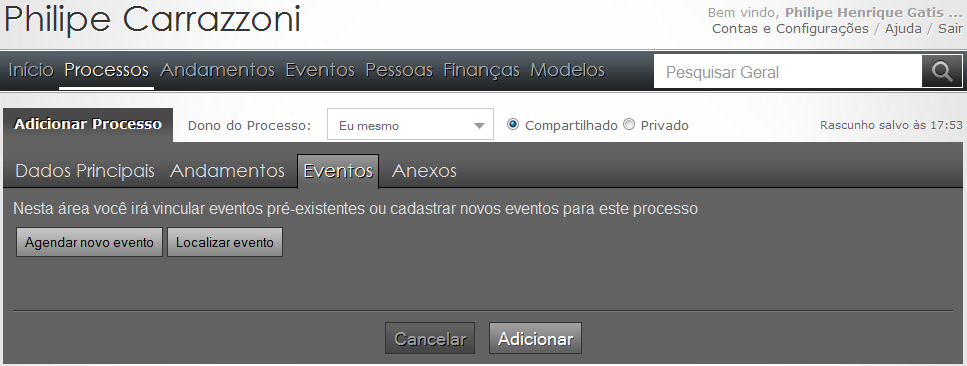 Philipe Carrazzoni
Bem vindo, Philipe Henrique Gatis ...
Contas e Configurações / Ajuda / Sair
Início Processos Andamentos Eventos Pessoas Finanças Modelos
Pesquisar Geral
Adicionar Processo Dono do Processo: Eu mesmo Compartilhado Privado Rascunho salvo às 17:53
Dados Principais Andamentos Eventos Anexos
Nesta área você irá vincular eventos pré-existentes ou cadastrar novos eventos para este processo
Agendar novo evento Localizar evento
Cancelar Adicionar